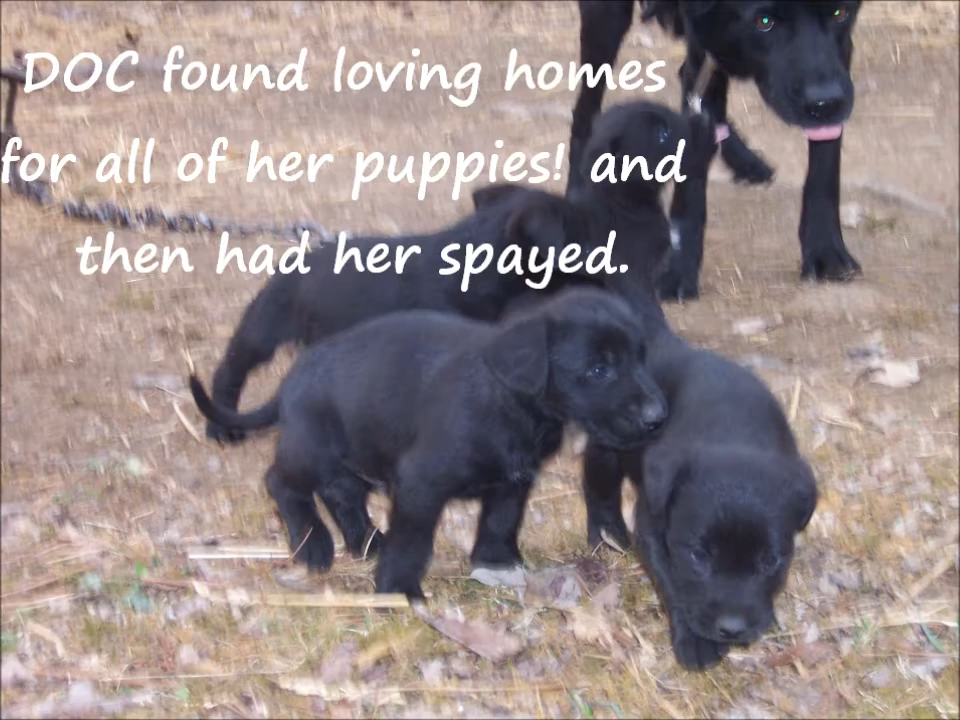 DOC found loving homes
for all of her puppies! and
then had her spayed.